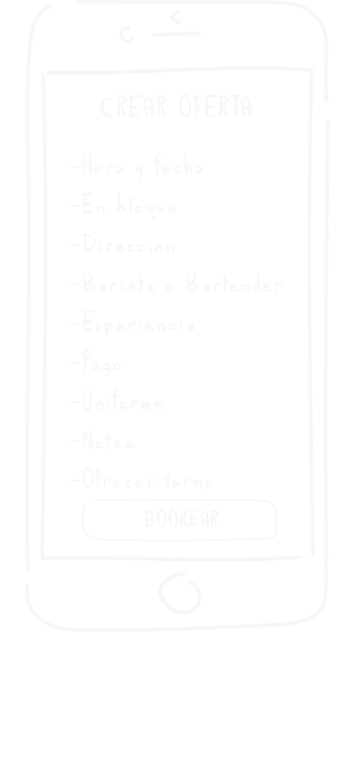 CREAR OFERTA
-Hora y fecha
-En bloque
-Direccion
-Barista o Bartender
-Experiencia
-Pago
-Uniforme
-Notas
-Ofrecer turno
BOOKEAR